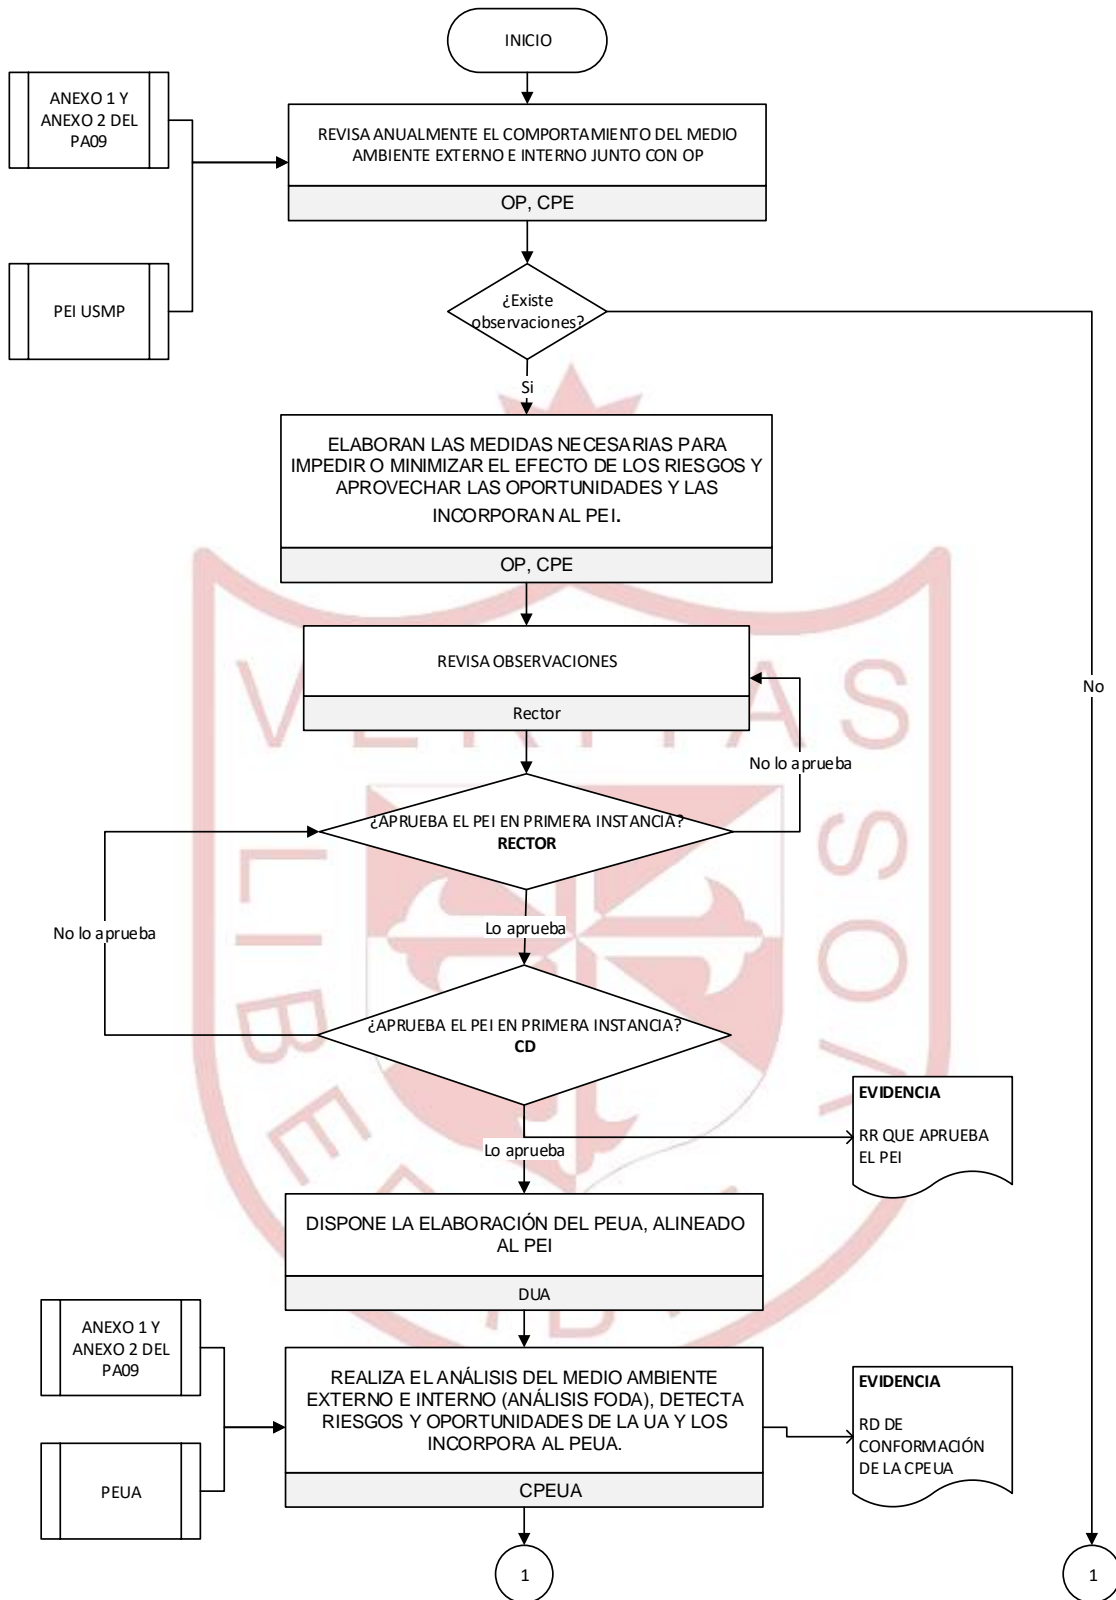 INICIO
ANEXO 1 Y
ANEXO 2 DEL
PA09
REVISA ANUALMENTE EL COMPORTAMIENTO DEL MEDIO
AMBIENTE EXTERNO E INTERNO JUNTO CON OP
OP, CPE
PEI USMP
¿Existe
observaciones?
Si
No
ELABORAN LAS MEDIDAS NECESARIAS PARA
IMPEDIR O MINIMIZAR EL EFECTO DE LOS RIESGOS Y
APROVECHAR LAS OPORTUNIDADES Y LAS
INCORPORAN AL PEI.
OP, CPE
REVISA OBSERVACIONES
Rector
No lo aprueba
¿APRUEBA EL PEI EN PRIMERA INSTANCIA?
RECTOR
Lo aprueba
No lo aprueba
¿APRUEBA EL PEI EN PRIMERA INSTANCIA?
CD
Lo aprueba
EVIDENCIA
RR QUE APRUEBA
EL PEI
DISPONE LA ELABORACIÓN DEL PEUA, ALINEADO
AL PEI
DUA
ANEXO 1 Y
ANEXO 2 DEL
PA09
PEUA
REALIZA EL ANÁLISIS DEL MEDIO AMBIENTE
EXTERNO E INTERNO (ANÁLISIS FODA), DETECTA
RIESGOS Y OPORTUNIDADES DE LA UA Y LOS
INCORPORA AL PEUA.
CPEUA
EVIDENCIA
RD DE
CONFORMACIÓN
DE LA CPEUA
1
1